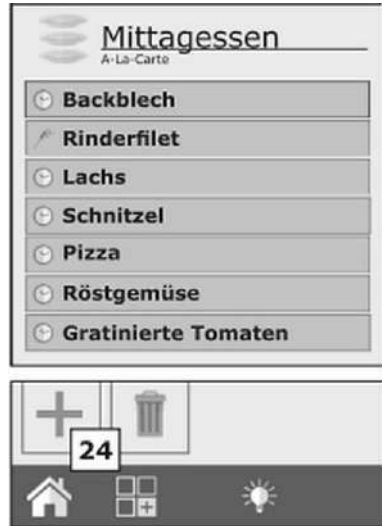 Mittagessen
A-La-Carte
Backblech
Rinderfilet
Lachs
Schnitzel
Pizza
Röstgemüse
Gratinierte Tomaten
24